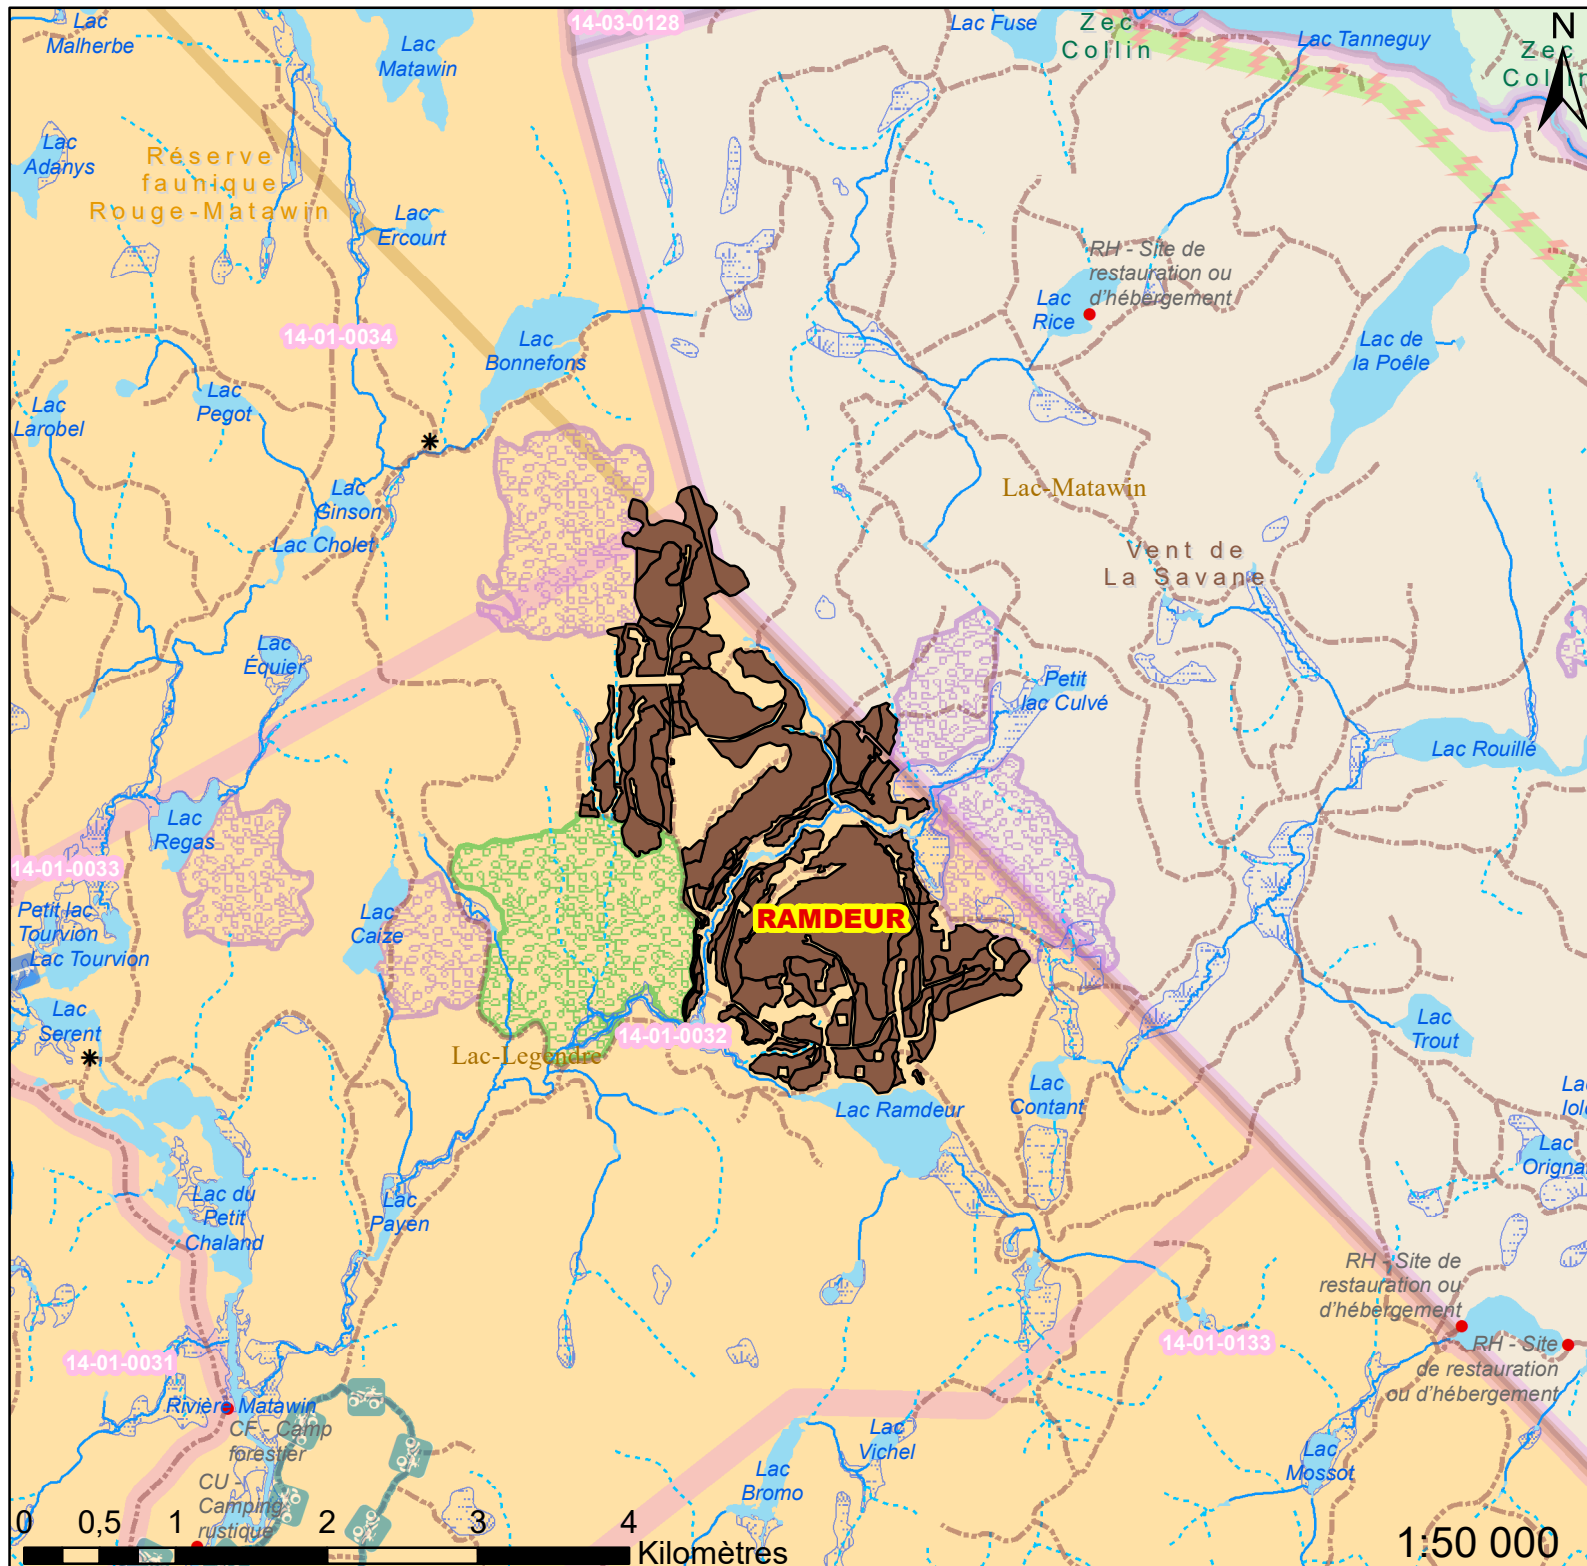 Lac
Malherbe
Lac
Matawin
14-03-0128
Lac Fuse
Zec
Collin
Lac Tanneguy
N
Zec
Collin
Lac
Adanys
Réserve
faunique
Rouge-Matawin
Lac
Ercourt
RH - Site de
restauration ou
d'hébergement
Lac
Rice
14-01-0034
Lac
Bonnefons
Lac de
la Poêle
Lac
Larobel
Lac
Pegot
Lac
Ginson
Lac Cholet
Lac-Matawin
Vent de
La Savane
Lac
Équier
Petit
lac Culvé
Lac Rouillé
Lac
Regas
14-01-0033
Petit lac
Tourvion
Lac Tourvion
Lac
Caize
RAMDEUR
Lac
Serent
14-01-0032
Lac-Legendre
Lac
Trout
Lac
Contant
Lac Ramdeur
Lac
Lac
Lac du
Petit
Chaland
Lac
Payen
RH - Site de
restauration ou
d'hébergement
14-01-0031
14-01-0133
RH - Site
de restauration
ou d'hébergement
Rivière Matawin
CF - Camp
forestier
Lac
Vichel
Lac
Bromo
Lac
Mossot
CU -
Camping
rustique
0 0,5 1 2 3 4
Kilomètres
1:50 000